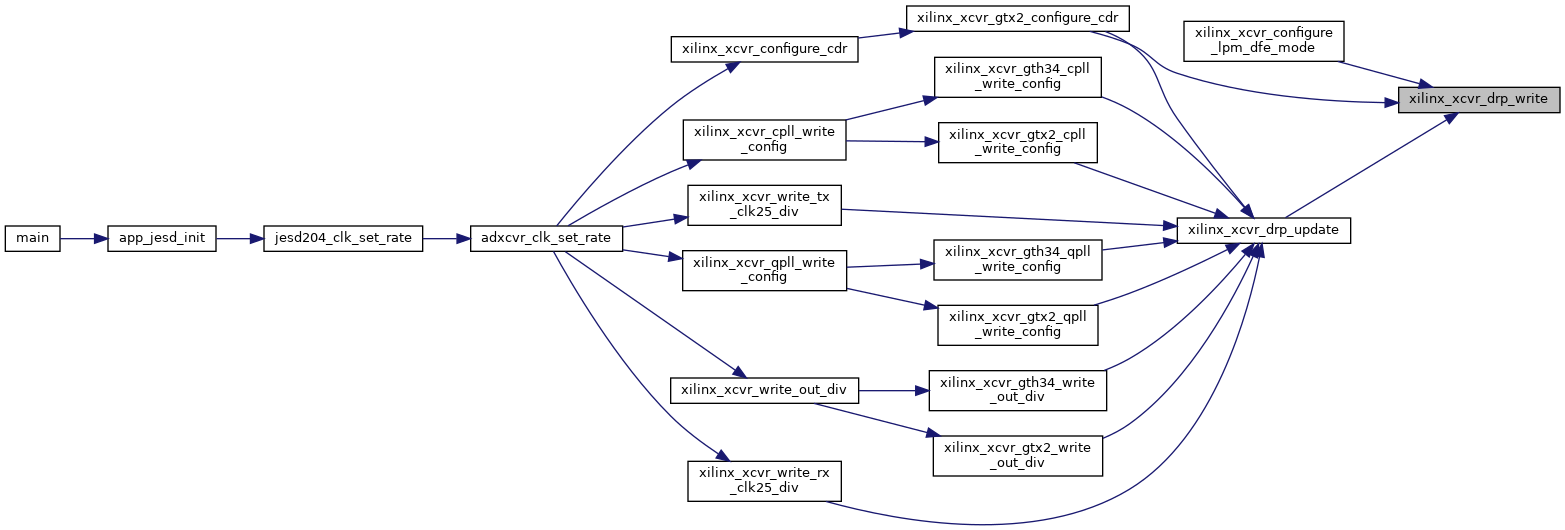 main
app_jesd_init
jesd204_clk_set_rate
adxcvr_clk_set_rate
xilinx_xcvr_configure_cdr
xilinx_xcvr_cpll_write
_config
xilinx_xcvr_write_tx
_clk25_div
xilinx_xcvr_qpll_write
_config
xilinx_xcvr_write_out_div
xilinx_xcvr_write_rx
_clk25_div
xilinx_xcvr_gtx2_configure_cdr
xilinx_xcvr_gth34_cpll
_write_config
xilinx_xcvr_gtx2_cpll
_write_config
xilinx_xcvr_gth34_qpll
_write_config
xilinx_xcvr_gtx2_qpll
_write_config
xilinx_xcvr_gth34_write
_out_div
xilinx_xcvr_gtx2_write
_out_div
xilinx_xcvr_configure
_lpm_dfe_mode
xilinx_xcvr_drp_update
xilinx_xcvr_drp_write